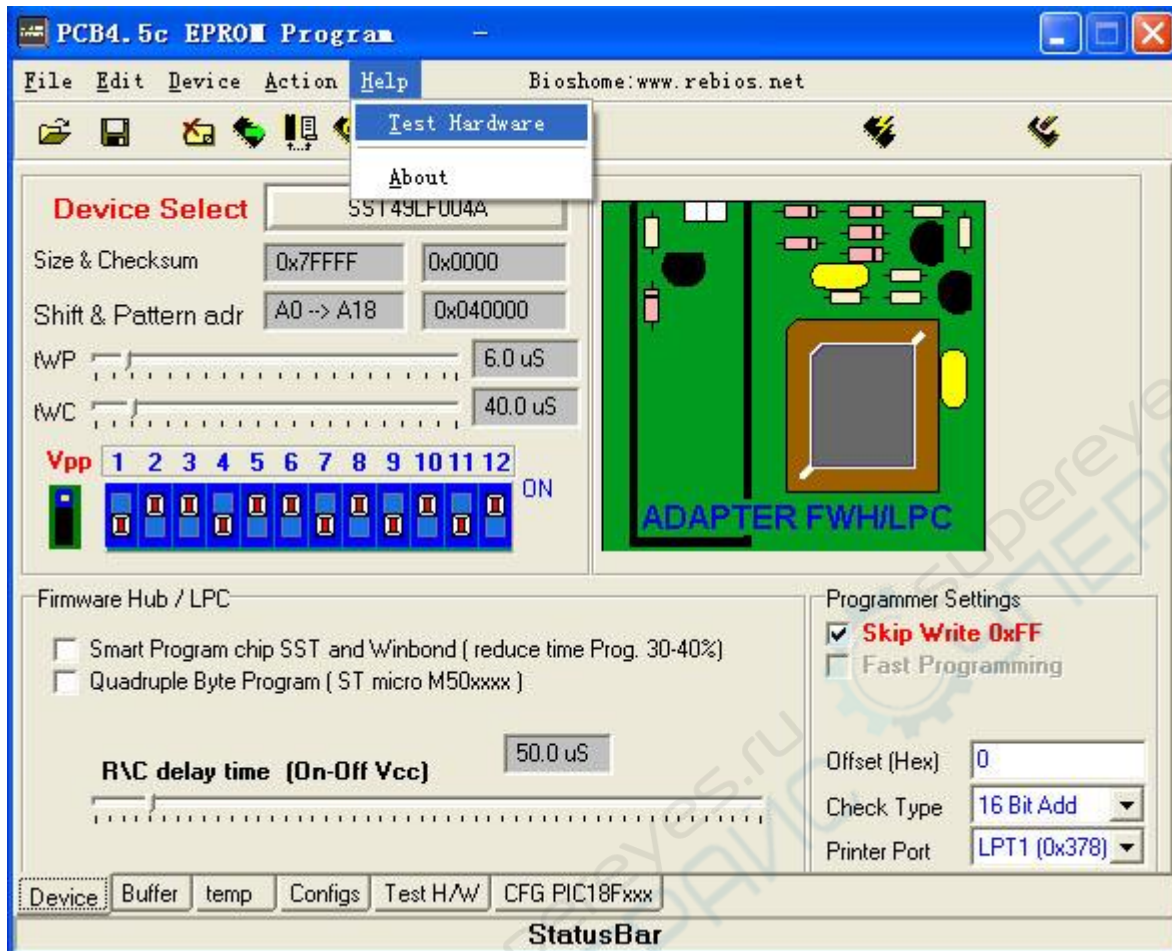 PCB4.5c EPROM Program -
File Edit Device Action Help Bioshome:www.rebios.net
Test Hardware
About
Device Select SST49LF004A
Size & Checksum 0x7FFFF 0x0000
Shift & Pattern adr A0 --> A18 0x040000
tWP 6.0 uS
tWC 40.0 uS
Vpp 1 2 3 4 5 6 7 8 9 10 11 12
ON
ADAPTER FWH/LPC
Firmware Hub / LPC
Smart Program chip SST and Winbond ( reduce time Prog. 30-40%)
Quadruple Byte Program ( ST micro M50xxxx )
R\C delay time (On-Off Vcc) 50.0 uS
Programmer Settings
Skip Write 0xFF
Fast Programming
Offset (Hex) 0
Check Type 16 Bit Add
Printer Port LPT1 (0x378)
Device Buffer temp Configs Test H/W CFG PIC18Fxxx
StatusBar
supereyes.ru